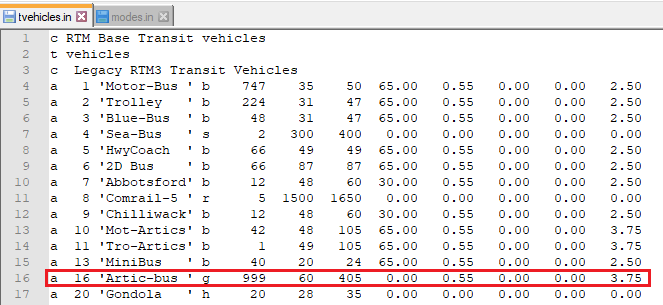 tvehicles.in modes.in
1 c RTM Base Transit vehicles
2 t vehicles
3 c  Legacy RTM3 Transit Vehicles
4 a   1 'Motor-Bus ' b    747    35    50  65.00   0.55   0.00   0.00   2.50
5 a   2 'Trolley   ' b    224    31    47  65.00   0.55   0.00   0.00   2.50
6 a   3 'Blue-Bus  ' b     48    31    47  65.00   0.55   0.00   0.00   2.50
7 a   4 'Sea-Bus   ' s      2   300   400   0.00   0.00   0.00   0.00   0.00
8 a   5 'HwyCoach  ' b     66    49    49  65.00   0.55   0.00   0.00   2.50
9 a   6 '2D Bus    ' b     66    87    87  65.00   0.55   0.00   0.00   2.50
10 a   7 'Abbotsford' b     12    48    60  30.00   0.55   0.00   0.00   2.50
11 a   8 'Comrail-5 ' r      5  1500  1650   0.00   0.00   0.00   0.00   0.00
12 a   9 'Chilliwack' b     12    48    60  30.00   0.55   0.00   0.00   2.50
13 a  10 'Mot-Artics' b     42    48   105  65.00   0.55   0.00   0.00   3.75
14 a  11 'Tro-Artics' b      1    49   105  65.00   0.55   0.00   0.00   3.75
15 a  13 'MiniBus   ' b     40    20    24  65.00   0.55   0.00   0.00   2.50
16 a  16 'Artic-bus ' g    999    60   405   0.00   0.55   0.00   0.00   3.75
17 a  20 'Gondola   ' h     20    28    35   0.00   0.00   0.00   0.00   0.00